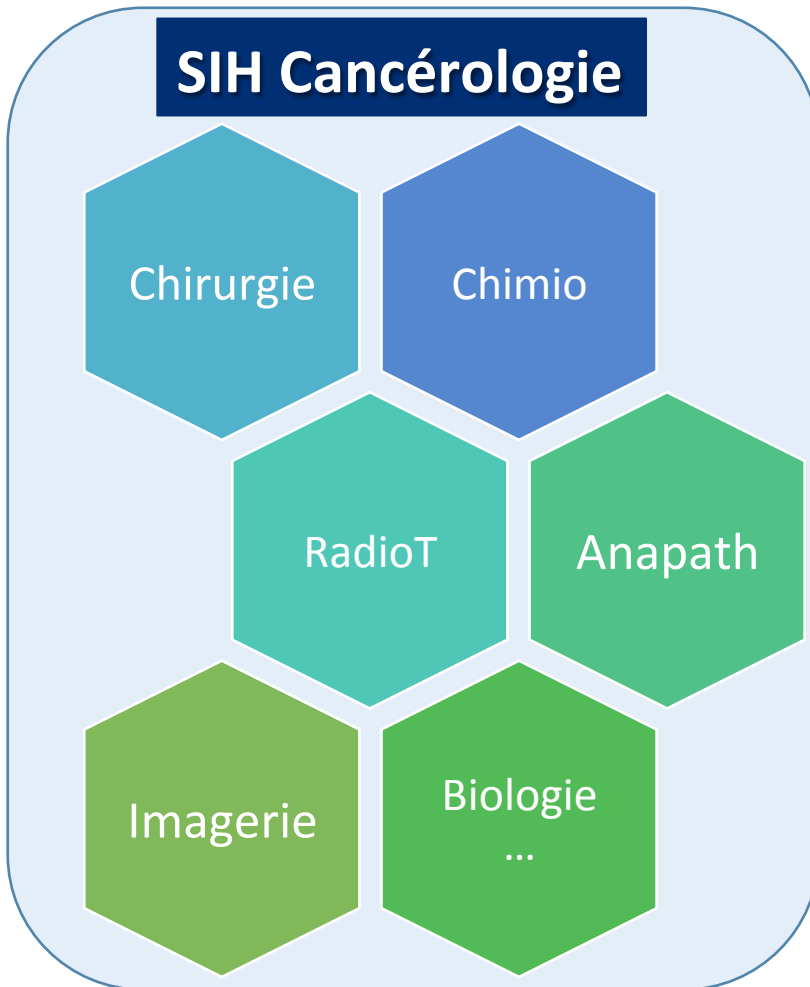 SIH Cancérologie
Chirurgie
Chimio
RadioT
Anapath
Imagerie
Biologie
...